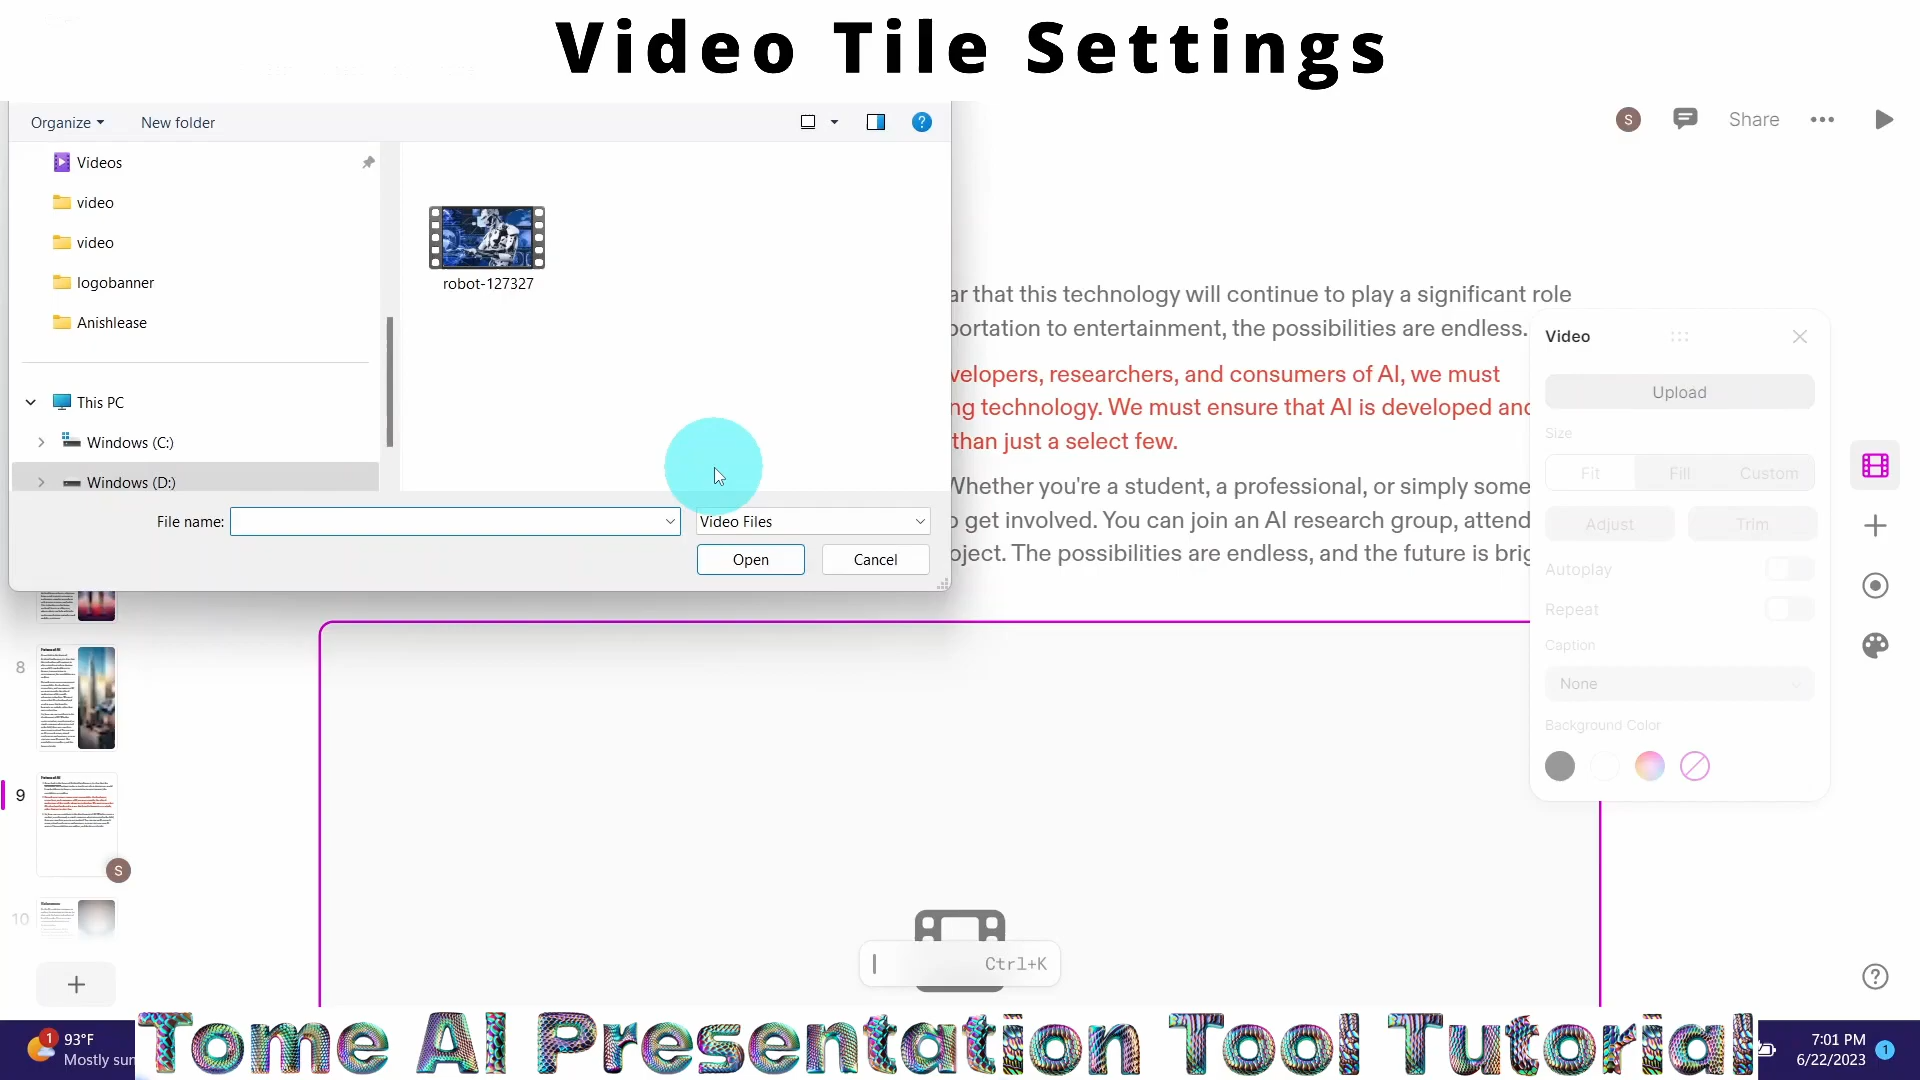 Video Tile Settings
Organize
New folder
?
S
Share
Videos
video
video
logobanner
Anishlease
This PC
Windows (C:)
Windows (D:)
robot-127327
File name:
Video Files
Open
Cancel
ar that this technology will continue to play a significant role
portation to entertainment, the possibilities are endless.
velopers, researchers, and consumers of AI, we must
ng technology. We must ensure that AI is developed and
than just a select few.
Whether you're a student, a professional, or simply some
o get involved. You can join an AI research group, attend
oject. The possibilities are endless, and the future is brig
Video
Upload
Size
Fit
Fill
Custom
Adjust
Trim
Autoplay
Repeat
Caption
None
Background Color
8
9
S
10
Ctrl+K
?
Tome AI Presentation Tool Tutorial
1
93°F
Mostly sun
7:01 PM
6/22/2023
1